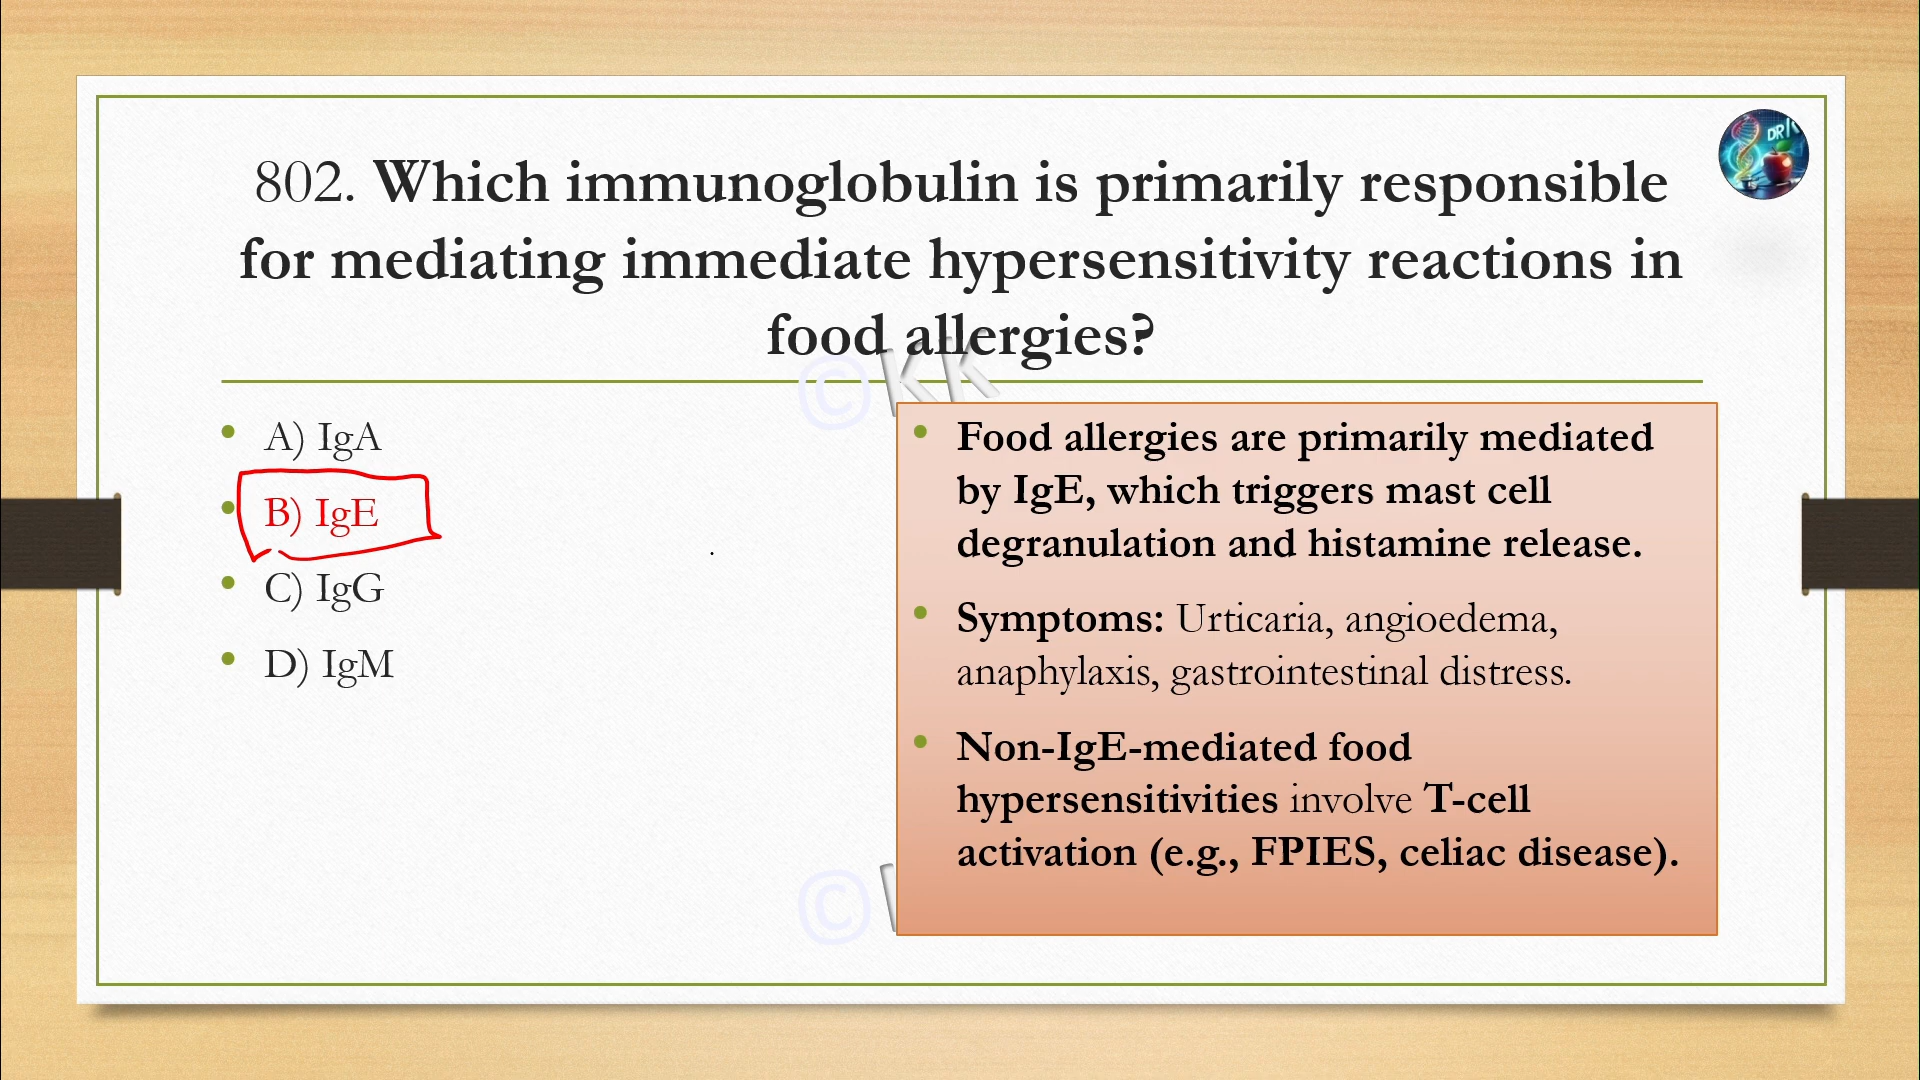 802. Which immunoglobulin is primarily responsible
for mediating immediate hypersensitivity reactions in
food allergies?
• A) IgA
• B) IgE
• C) IgG
• D) IgM
• Food allergies are primarily mediated
by IgE, which triggers mast cell
degranulation and histamine release.
• Symptoms: Urticaria, angioedema,
anaphylaxis, gastrointestinal distress.
• Non-IgE-mediated food
hypersensitivities involve T-cell
activation (e.g., FPIES, celiac disease).
©KK
©
DR